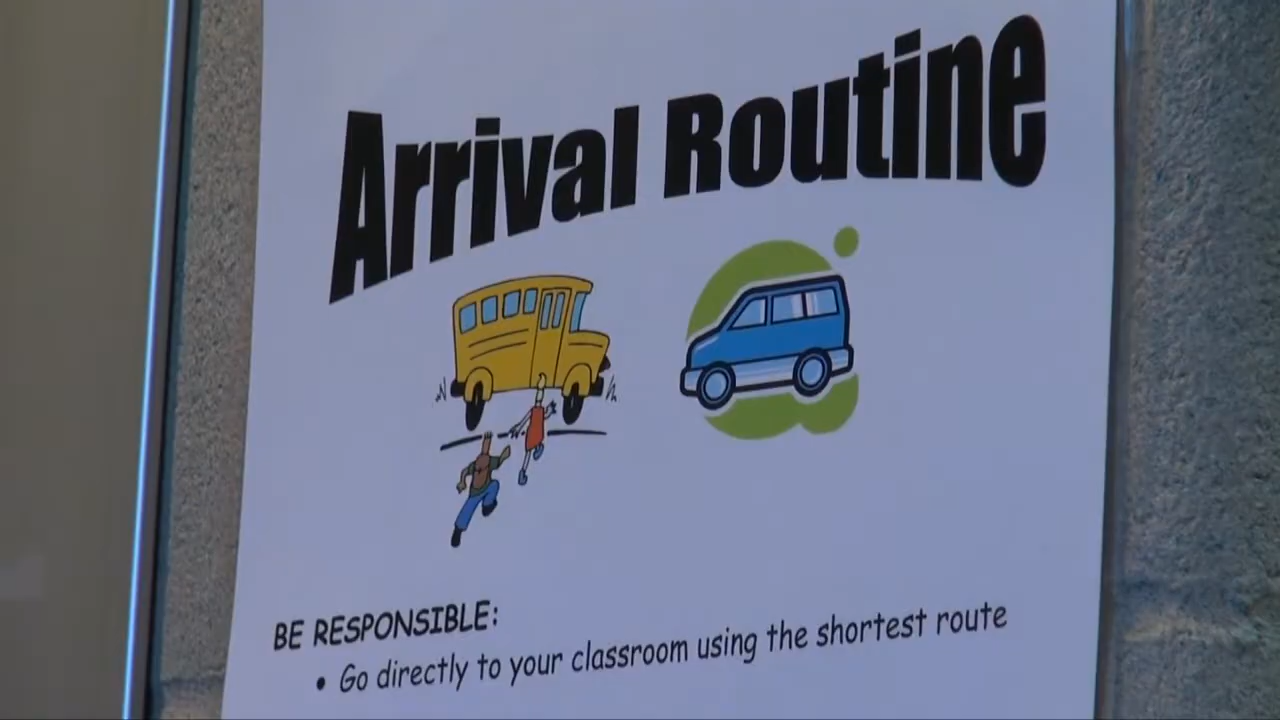 Arrival Routine
BE RESPONSIBLE:
• Go directly to your classroom using the shortest route